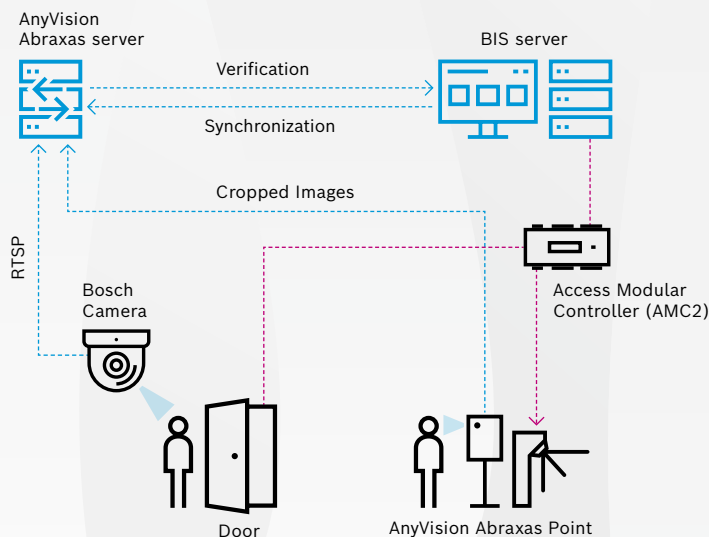 AnyVision
Abraxas server
BIS server
Verification
Synchronization
Cropped Images
RTSP
Bosch
Camera
Access Modular
Controller (AMC2)
Door
AnyVision Abraxas Point